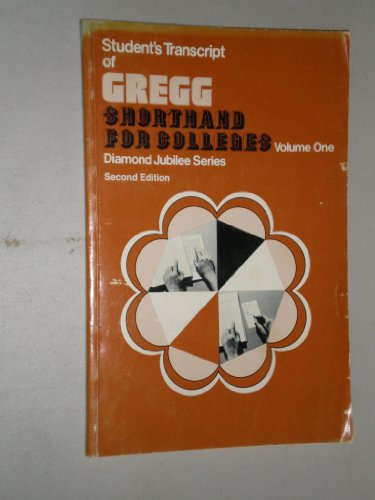 Student's Transcript
of
GREGG
SHORTHAND
FOR COLLEGES Volume One
Diamond Jubilee Series
Second Edition